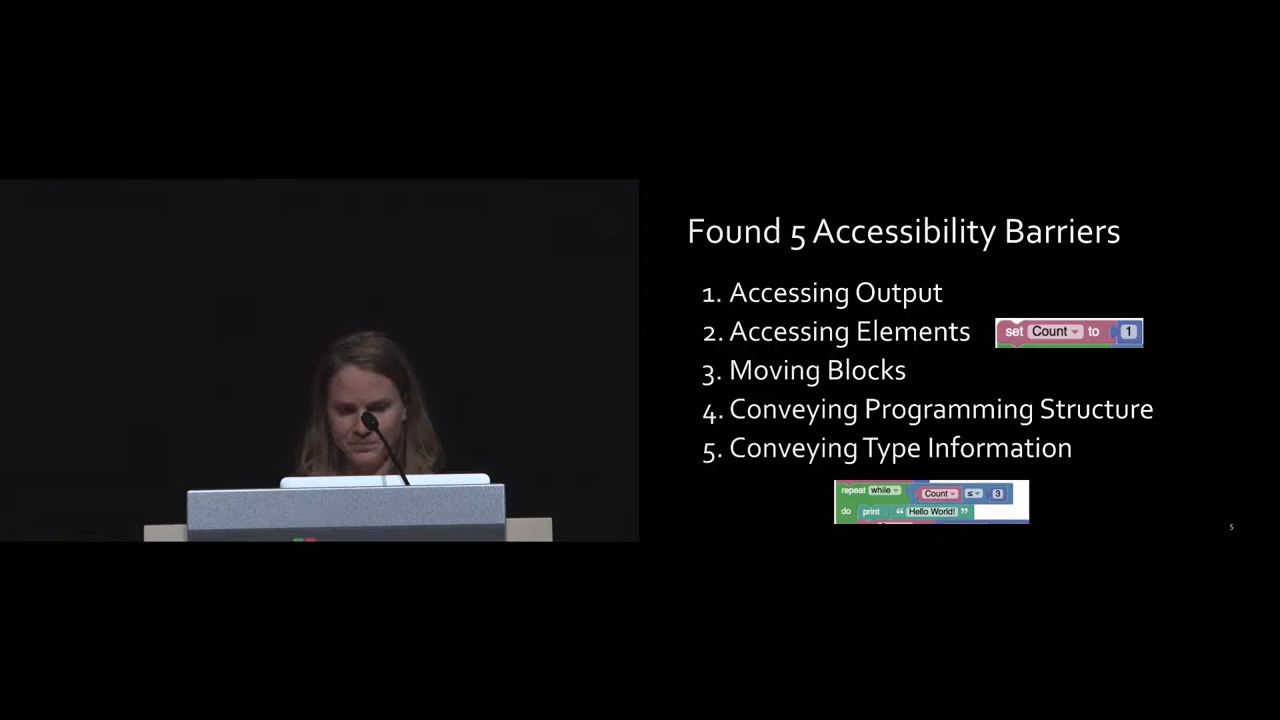 Found 5 Accessibility Barriers
1. Accessing Output
2. Accessing Elements
set Count to 1
3. Moving Blocks
4. Conveying Programming Structure
5. Conveying Type Information
repeat while Count ≤ 3
do print “ Hello World! ”
5